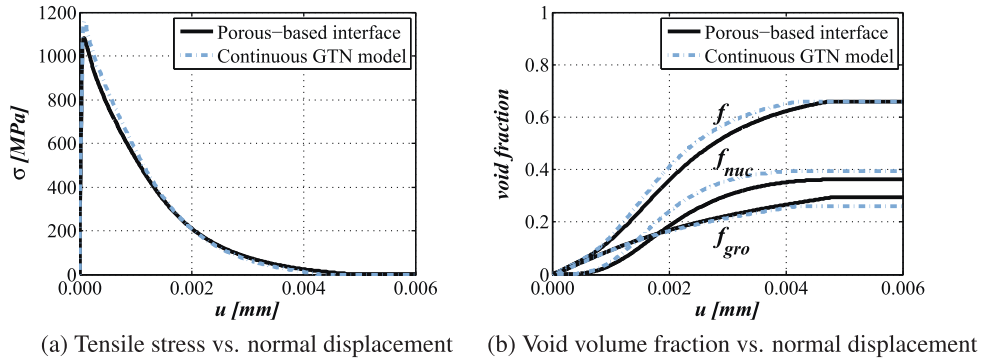 1200
1000
800
600
400
200
0
σ [MPa]
0.000
0.002
0.004
0.006
u [mm]
Porous−based interface
Continuous GTN model
(a) Tensile stress vs. normal displacement
1
0.8
0.6
0.4
0.2
0
void fraction
0.000
0.002
0.004
0.006
u [mm]
Porous−based interface
Continuous GTN model
f
fnuc
fgro
(b) Void volume fraction vs. normal displacement